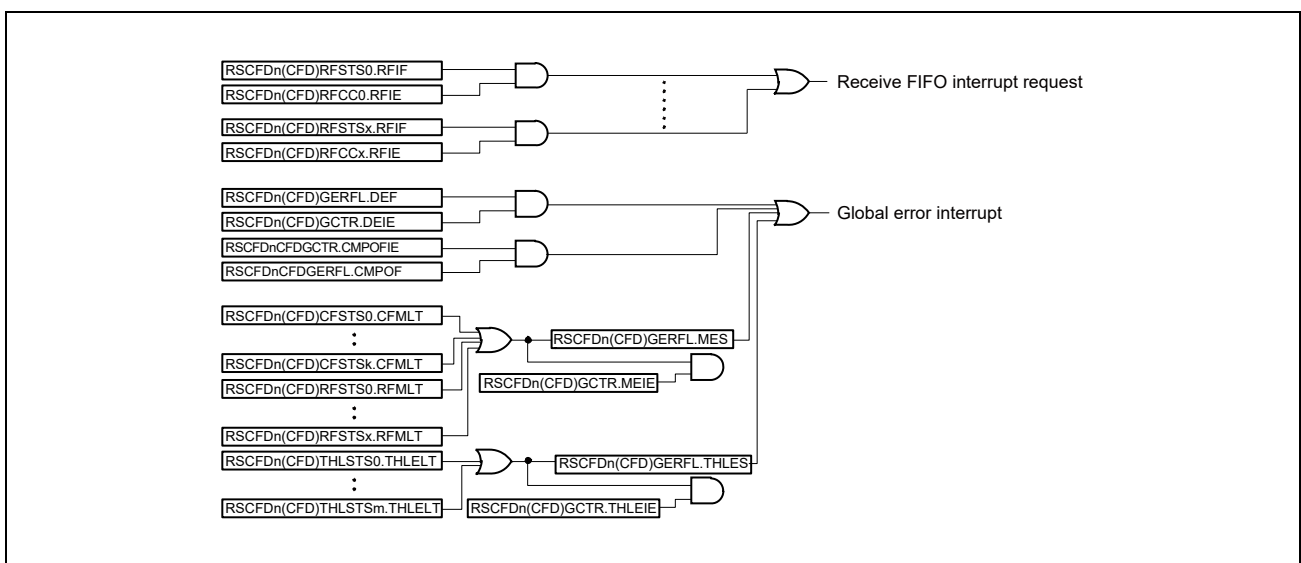 RSCFDn(CFD)RFSTS0.RFIF
RSCFDn(CFD)RFCC0.RFIE
Receive FIFO interrupt request
RSCFDn(CFD)RFSTSx.RFIF
RSCFDn(CFD)RFCCx.RFIE
RSCFDn(CFD)GERFL.DEF
RSCFDn(CFD)GCTR.DEIE
Global error interrupt
RSCFDnCFDGCTR.CMPOFIE
RSCFDnCFDGERFL.CMPOF
RSCFDn(CFD)CFSTS0.CFMLT
RSCFDn(CFD)GERFL.MES
RSCFDn(CFD)CFSTSk.CFMLT
RSCFDn(CFD)GCTR.MEIE
RSCFDn(CFD)RFSTS0.RFMLT
RSCFDn(CFD)RFSTSx.RFMLT
RSCFDn(CFD)THLSTS0.THLELT
RSCFDn(CFD)GERFL.THLES
RSCFDn(CFD)THLSTSm.THLELT
RSCFDn(CFD)GCTR.THLEIE